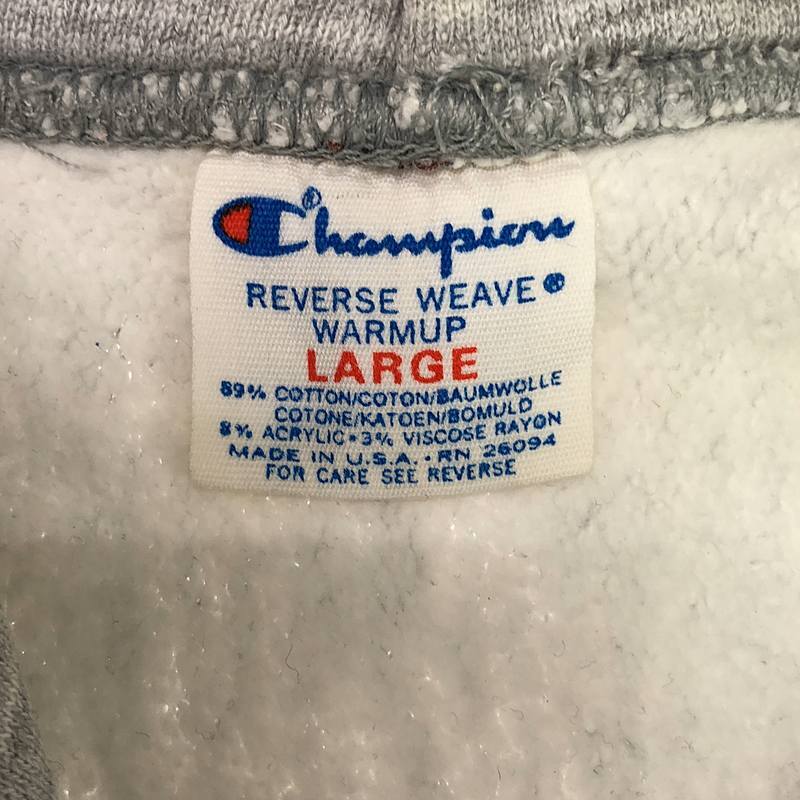 Champion®
REVERSE WEAVE®
WARMUP
LARGE
89% COTTON/COTON/BAUMWOLLE
COTONE/KATOEN/BOMULD
8% ACRYLIC • 3% VISCOSE RAYON
MADE IN U.S.A. • RN 26094
FOR CARE SEE REVERSE